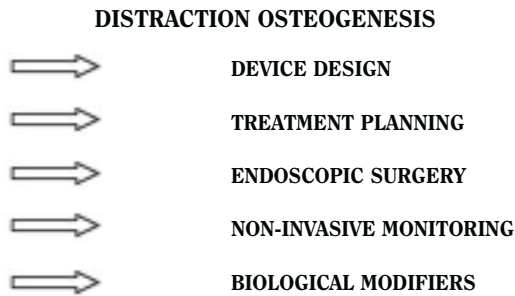 DISTRACTION OSTEOGENESIS
DEVICE DESIGN
TREATMENT PLANNING
ENDOSCOPIC SURGERY
NON-INVASIVE MONITORING
BIOLOGICAL MODIFIERS